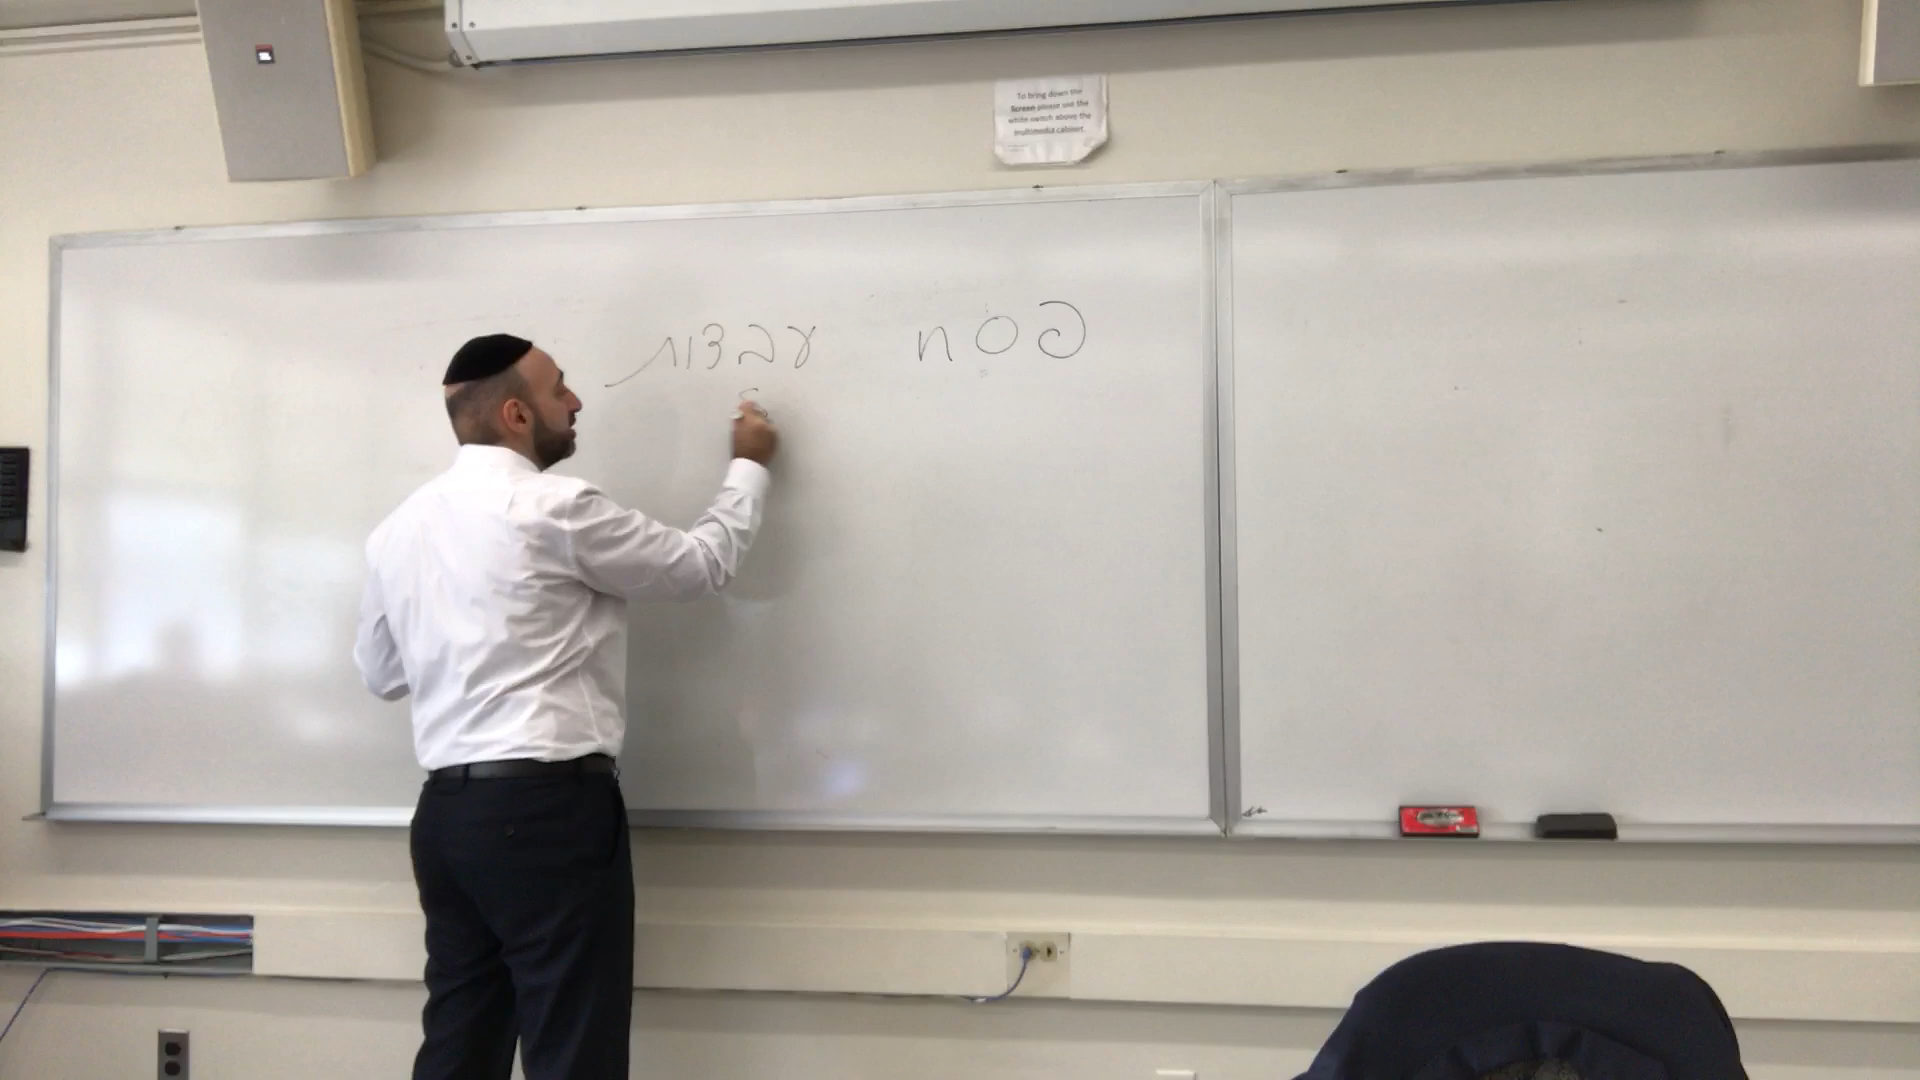 To bring down the
Screen please use the
white switch above the
multimedia cabinet.
פסח עבדות